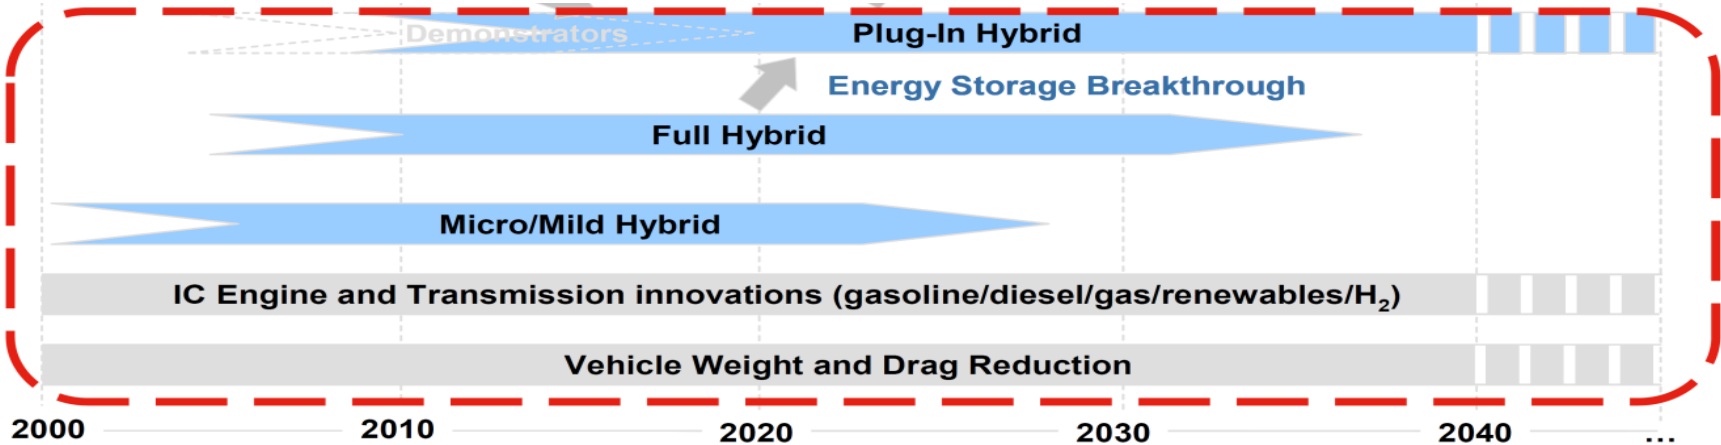 Demonstrators
Plug-In Hybrid
Energy Storage Breakthrough
Full Hybrid
Micro/Mild Hybrid
IC Engine and Transmission innovations (gasoline/diesel/gas/renewables/H₂)
Vehicle Weight and Drag Reduction
2000 2010 2020 2030 2040 ...